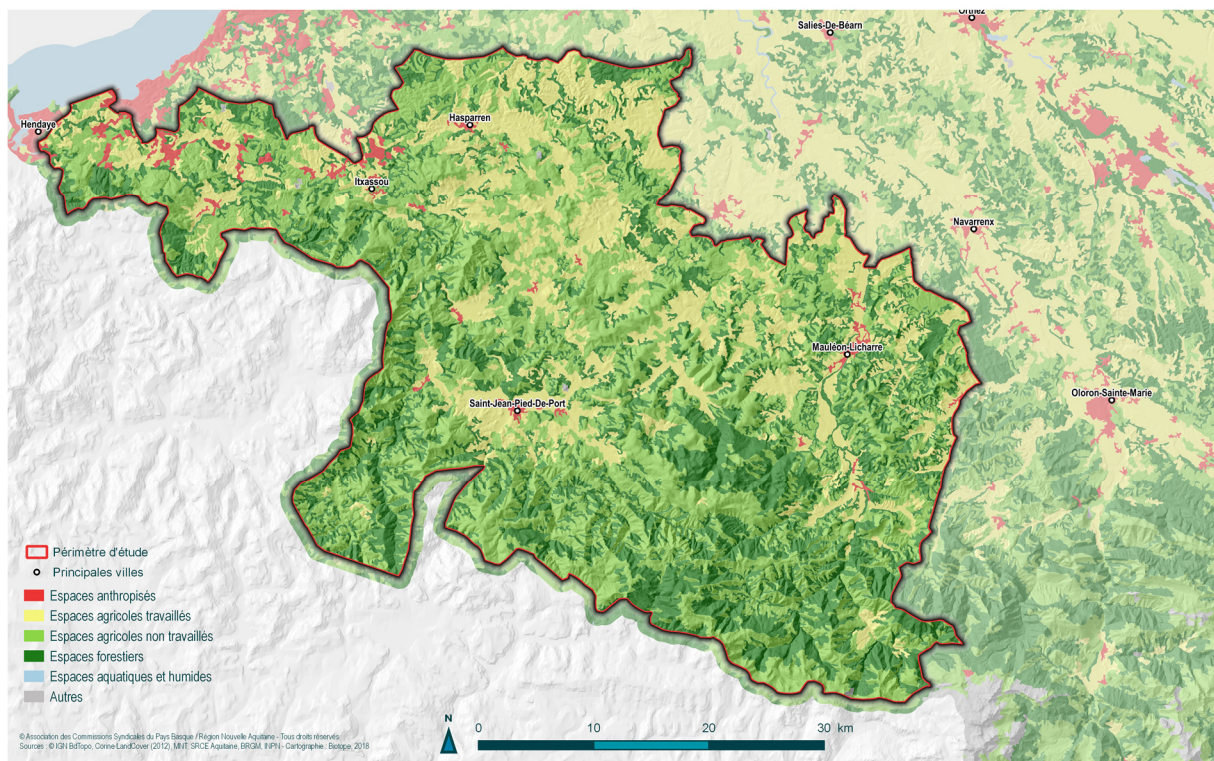 Orthez
Salies-De-Béarn
Hendaye
Hasparren
Itxassou
Navarrenx
Mauléon-Licharre
Oloron-Sainte-Marie
Saint-Jean-Pied-De-Port
Périmètre d'étude
Principales villes
Espaces anthropisés
Espaces agricoles travaillés
Espaces agricoles non travaillés
Espaces forestiers
Espaces aquatiques et humides
Autres
N
0 10 20 30 km
© Association des Commissions Syndicales du Pays Basque / Région Nouvelle Aquitaine - Tous droits réservés
Sources : © IGN BdTopo, Corine LandCover (2012), MNT, SRCE Aquitaine, BRGM, INPN - Cartographie : Biotope, 2018